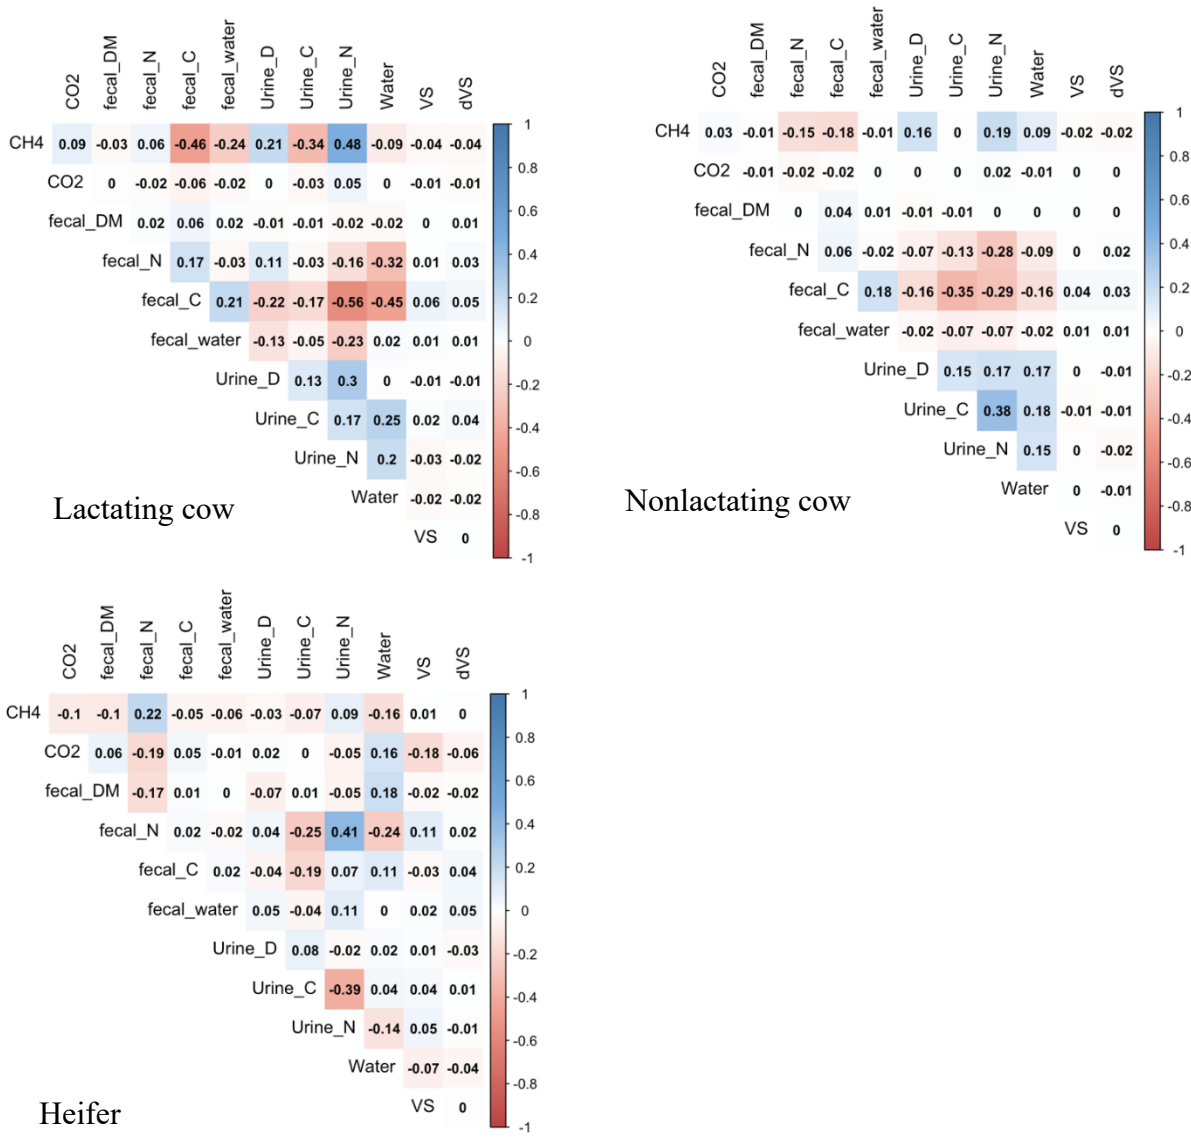 CO2 fecal_DM fecal_N fecal_C fecal_water Urine_D Urine_C Urine_N Water VS dVS
CH4 0.09 -0.03 0.06 -0.46 -0.24 0.21 -0.34 0.48 -0.09 -0.04 -0.04
CO2 0 -0.02 -0.06 -0.02 0 -0.03 0.05 0 -0.01 -0.01
fecal_DM 0.02 0.06 0.02 -0.01 -0.01 -0.02 -0.02 0 0.01
fecal_N 0.17 -0.03 0.11 -0.03 -0.16 -0.32 0.01 0.03
fecal_C 0.21 -0.22 -0.17 -0.56 -0.45 0.06 0.05
fecal_water -0.13 -0.05 -0.23 0.02 0.01 0.01
Urine_D 0.13 0.3 0 -0.01 -0.01
Urine_C 0.17 0.25 0.02 0.04
Urine_N 0.2 -0.03 -0.02
Water -0.02 -0.02
VS 0
1
0.8
0.6
0.4
0.2
0
-0.2
-0.4
-0.6
-0.8
-1
Lactating cow
CO2 fecal_DM fecal_N fecal_C fecal_water Urine_D Urine_C Urine_N Water VS dVS
CH4 0.03 -0.01 -0.15 -0.18 -0.01 0.16 0 0.19 0.09 -0.02 -0.02
CO2 -0.01 -0.02 -0.02 0 0 0 0.02 -0.01 0 0
fecal_DM 0 0.04 0.01 -0.01 -0.01 0 0 0 0
fecal_N 0.06 -0.02 -0.07 -0.13 -0.28 -0.09 0 0.02
fecal_C 0.18 -0.16 -0.35 -0.29 -0.16 0.04 0.03
fecal_water -0.02 -0.07 -0.07 -0.02 0.01 0.01
Urine_D 0.15 0.17 0.17 0 -0.01
Urine_C 0.38 0.18 -0.01 -0.01
Urine_N 0.15 0 -0.02
Water 0 -0.01
VS 0
1
0.8
0.6
0.4
0.2
0
-0.2
-0.4
-0.6
-0.8
-1
Nonlactating cow
CO2 fecal_DM fecal_N fecal_C fecal_water Urine_D Urine_C Urine_N Water VS dVS
CH4 -0.1 -0.1 0.22 -0.05 -0.06 -0.03 -0.07 0.09 -0.16 0.01 0
CO2 0.06 -0.19 0.05 -0.01 0.02 0 -0.05 0.16 -0.18 -0.06
fecal_DM -0.17 0.01 0 -0.07 0.01 -0.05 0.18 -0.02 -0.02
fecal_N 0.02 -0.02 0.04 -0.25 0.41 -0.24 0.11 0.02
fecal_C 0.02 -0.04 -0.19 0.07 0.11 -0.03 0.04
fecal_water 0.05 -0.04 0.11 0 0.02 0.05
Urine_D 0.08 -0.02 0.02 0.01 -0.03
Urine_C -0.39 0.04 0.04 0.01
Urine_N -0.14 0.05 -0.01
Water -0.07 -0.04
VS 0
1
0.8
0.6
0.4
0.2
0
-0.2
-0.4
-0.6
-0.8
-1
Heifer